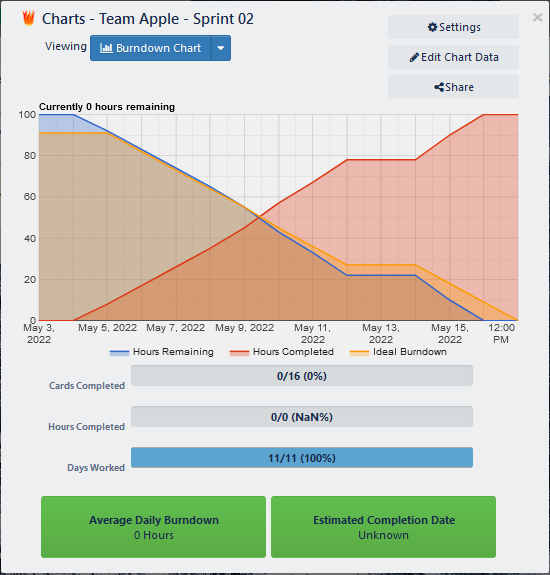 Charts - Team Apple - Sprint 02
×
Settings
Viewing
Burndown Chart
Edit Chart Data
Share
Currently 0 hours remaining
100
80
60
40
20
0
May 3, 2022
May 5, 2022
May 7, 2022
May 9, 2022
May 11, 2022
May 13, 2022
May 15, 2022
12:00 PM
Hours Remaining
Hours Completed
Ideal Burndown
Cards Completed
0/16 (0%)
Hours Completed
0/0 (NaN%)
Days Worked
11/11 (100%)
Average Daily Burndown
0 Hours
Estimated Completion Date
Unknown